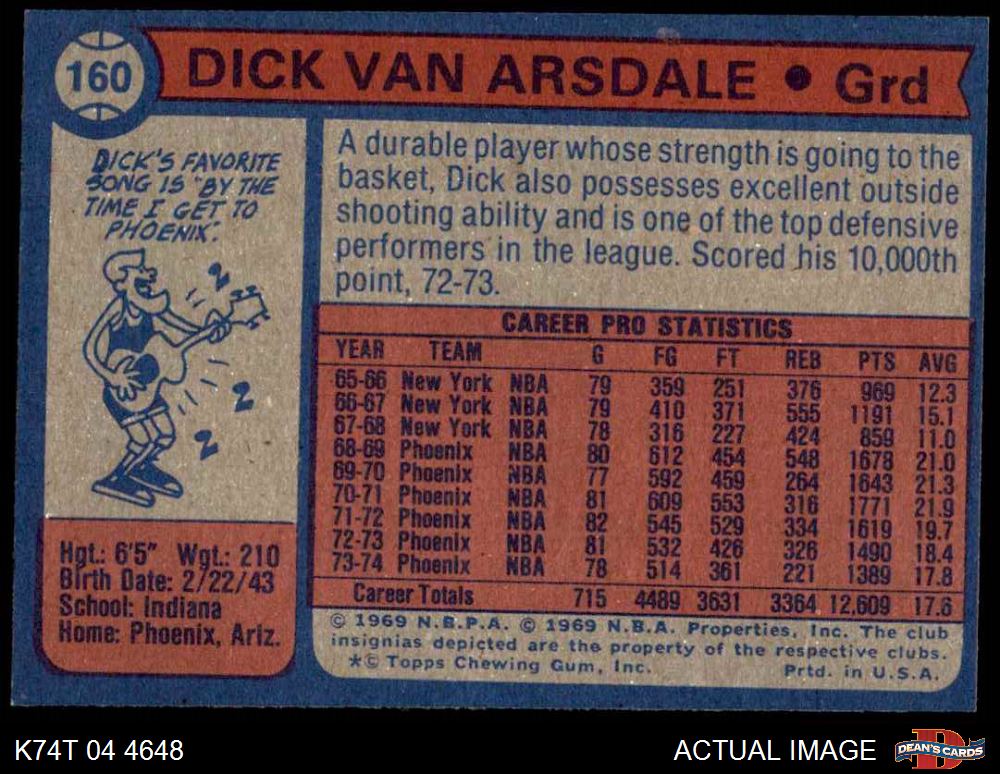 160
DICK VAN ARSDALE • Grd
DICK'S FAVORITE
SONG IS "BY THE
TIME I GET TO
PHOENIX".
Hgt.: 6'5" Wgt.: 210
Birth Date: 2/22/43
School: Indiana
Home: Phoenix, Ariz.
A durable player whose strength is going to the
basket, Dick also possesses excellent outside
shooting ability and is one of the top defensive
performers in the league. Scored his 10,000th
point, 72-73.
CAREER PRO STATISTICS
YEAR TEAM G FG FT REB PTS AVG
65-66 New York NBA 79 359 251 376 969 12.3
66-67 New York NBA 79 410 371 555 1191 15.1
67-68 New York NBA 78 316 227 424 859 11.0
68-69 Phoenix NBA 80 612 454 548 1678 21.0
69-70 Phoenix NBA 77 592 459 264 1643 21.3
70-71 Phoenix NBA 81 609 553 316 1771 21.9
71-72 Phoenix NBA 82 545 529 334 1619 19.7
72-73 Phoenix NBA 81 532 426 326 1490 18.4
73-74 Phoenix NBA 78 514 361 221 1389 17.8
Career Totals 715 4489 3631 3364 12,609 17.6
© 1969 N.B.P.A. © 1969 N.B.A. Properties, Inc. The club
insignias depicted are the property of the respective clubs.
*© Topps Chewing Gum, Inc. Prtd. in U.S.A.
K74T 04 4648
ACTUAL IMAGE
D
DEAN'S CARDS